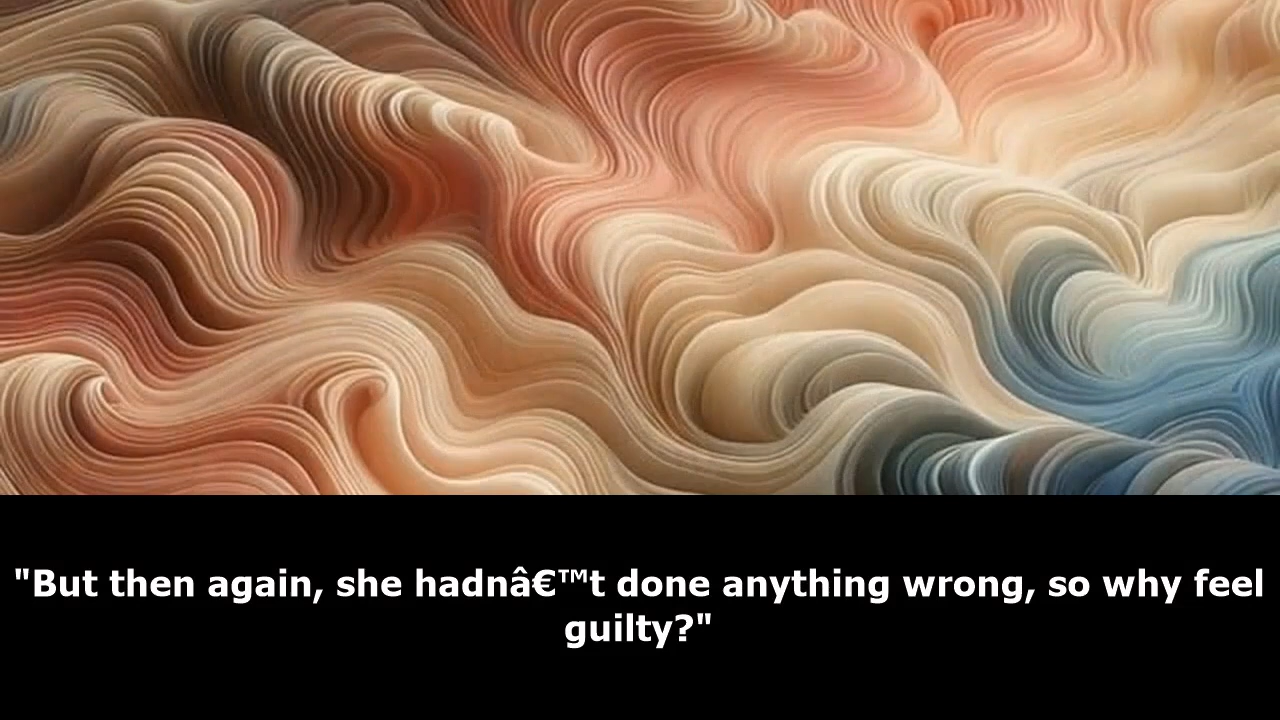 "But then again, she hadnâ€™t done anything wrong, so why feel
guilty?"